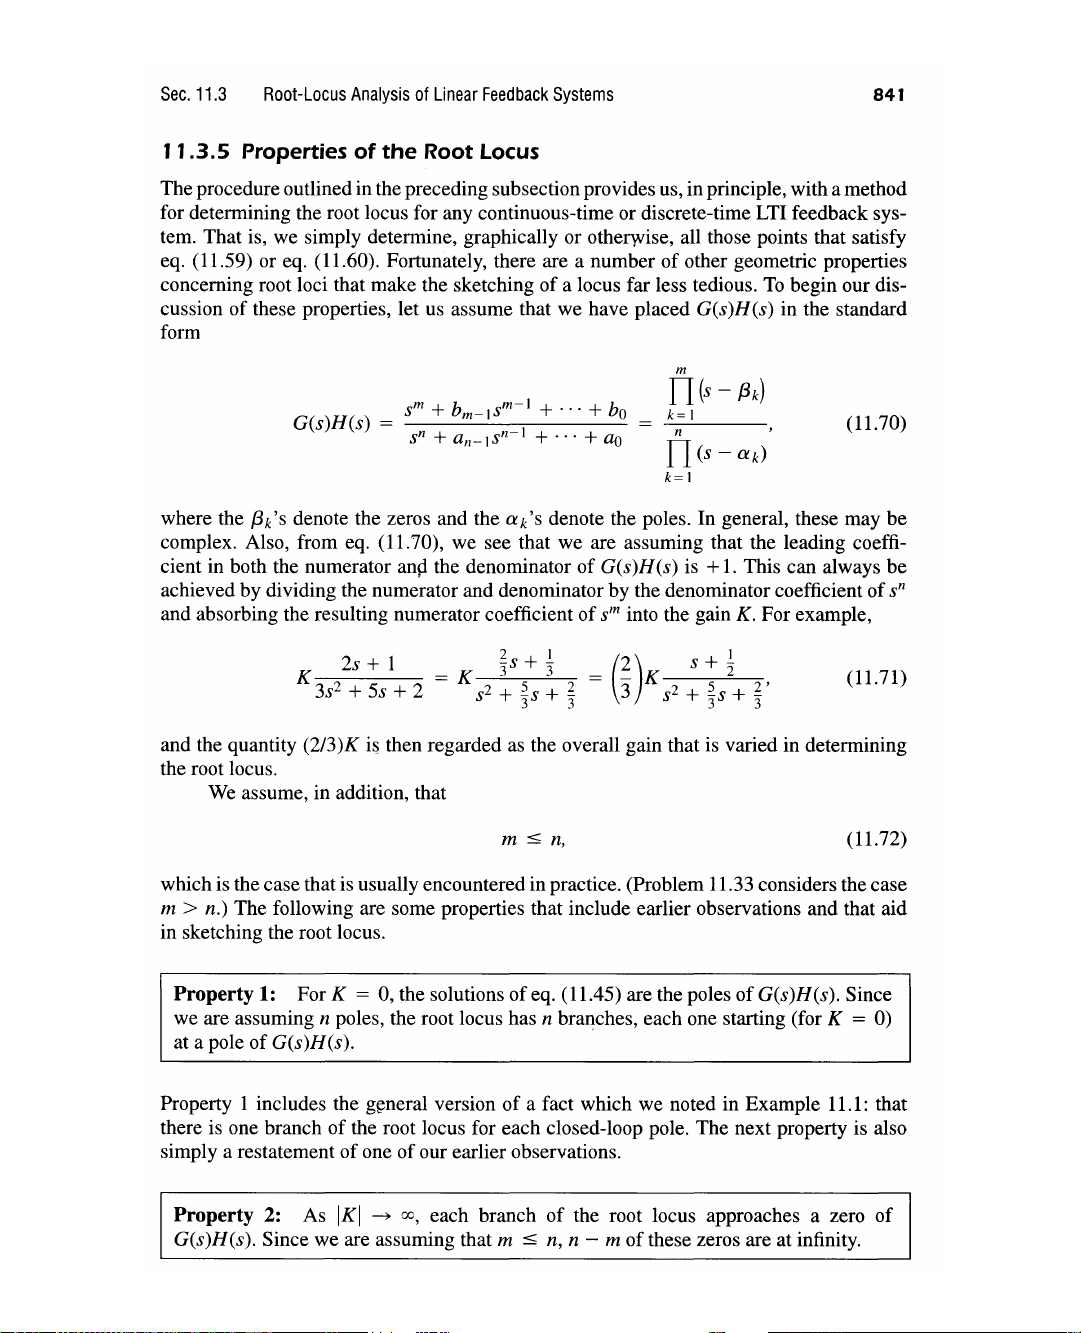 Sec. 11.3 Root-Locus Analysis of Linear Feedback Systems 841
11.3.5 Properties of the Root Locus
The procedure outlined in the preceding subsection provides us, in principle, with a method
for determining the root locus for any continuous-time or discrete-time LTI feedback sys-
tem. That is, we simply determine, graphically or otherwise, all those points that satisfy
eq. (11.59) or eq. (11.60). Fortunately, there are a number of other geometric properties
concerning root loci that make the sketching of a locus far less tedious. To begin our dis-
cussion of these properties, let us assume that we have placed G(s)H(s) in the standard
form
G(s)H(s) = \frac{s^m + b_{m-1}s^{m-1} + ⋯ + b_0}{s^n + a_{n-1}s^{n-1} + ⋯ + a_0} = \frac{\prod_{k=1}^{m}(s − β_k)}{\prod_{k=1}^{n}(s − α_k)}, (11.70)
where the β_k's denote the zeros and the α_k's denote the poles. In general, these may be
complex. Also, from eq. (11.70), we see that we are assuming that the leading coeffi-
cient in both the numerator and the denominator of G(s)H(s) is +1. This can always be
achieved by dividing the numerator and denominator by the denominator coefficient of s^n
and absorbing the resulting numerator coefficient of s^m into the gain K. For example,
K\frac{2s + 1}{3s^2 + 5s + 2} = K\frac{\frac{2}{3}s + \frac{1}{3}}{s^2 + \frac{5}{3}s + \frac{2}{3}} = (\frac{2}{3})K\frac{s + \frac{1}{2}}{s^2 + \frac{5}{3}s + \frac{2}{3}}, (11.71)
and the quantity (2/3)K is then regarded as the overall gain that is varied in determining
the root locus.
We assume, in addition, that
m ≤ n, (11.72)
which is the case that is usually encountered in practice. (Problem 11.33 considers the case
m > n.) The following are some properties that include earlier observations and that aid
in sketching the root locus.
Property 1: For K = 0, the solutions of eq. (11.45) are the poles of G(s)H(s). Since
we are assuming n poles, the root locus has n branches, each one starting (for K = 0)
at a pole of G(s)H(s).
Property 1 includes the general version of a fact which we noted in Example 11.1: that
there is one branch of the root locus for each closed-loop pole. The next property is also
simply a restatement of one of our earlier observations.
Property 2: As |K| → ∞, each branch of the root locus approaches a zero of
G(s)H(s). Since we are assuming that m ≤ n, n − m of these zeros are at infinity.